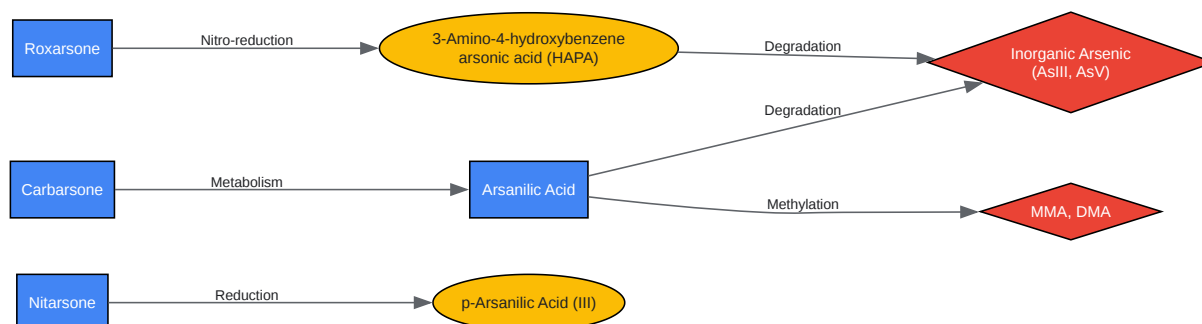 Roxarsone
Nitro-reduction
3-Amino-4-hydroxybenzene
arsonic acid (HAPA)
Degradation
Inorganic Arsenic
(AsIII, AsV)
Degradation
Carbarsone
Metabolism
Arsanilic Acid
Methylation
MMA, DMA
Nitarsone
Reduction
p-Arsanilic Acid (III)